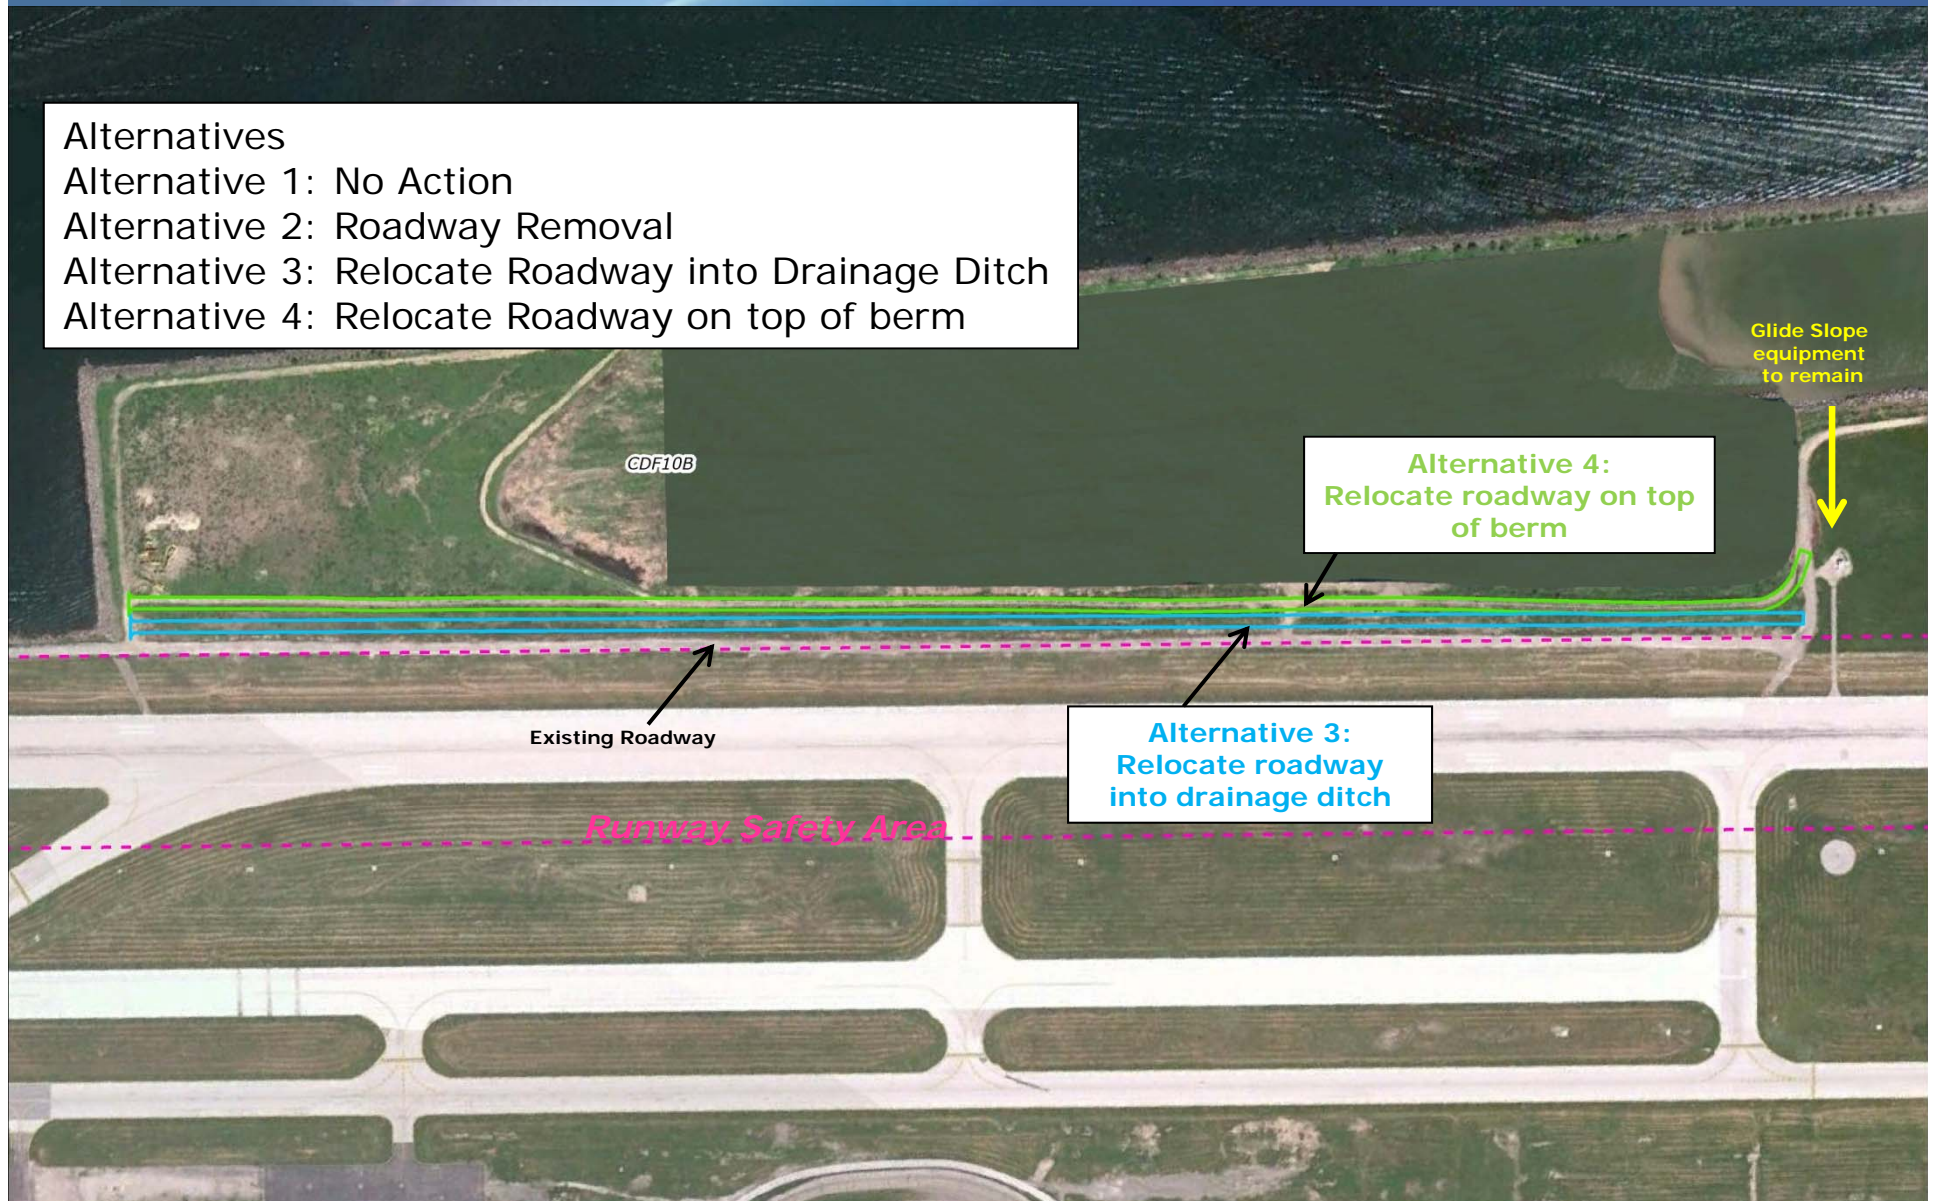 Alternatives
Alternative 1: No Action
Alternative 2: Roadway Removal
Alternative 3: Relocate Roadway into Drainage Ditch
Alternative 4: Relocate Roadway on top of berm
Glide Slope
equipment
to remain
CDF10B
Alternative 4:
Relocate roadway on top
of berm
Existing Roadway
Alternative 3:
Relocate roadway
into drainage ditch
Runway Safety Area